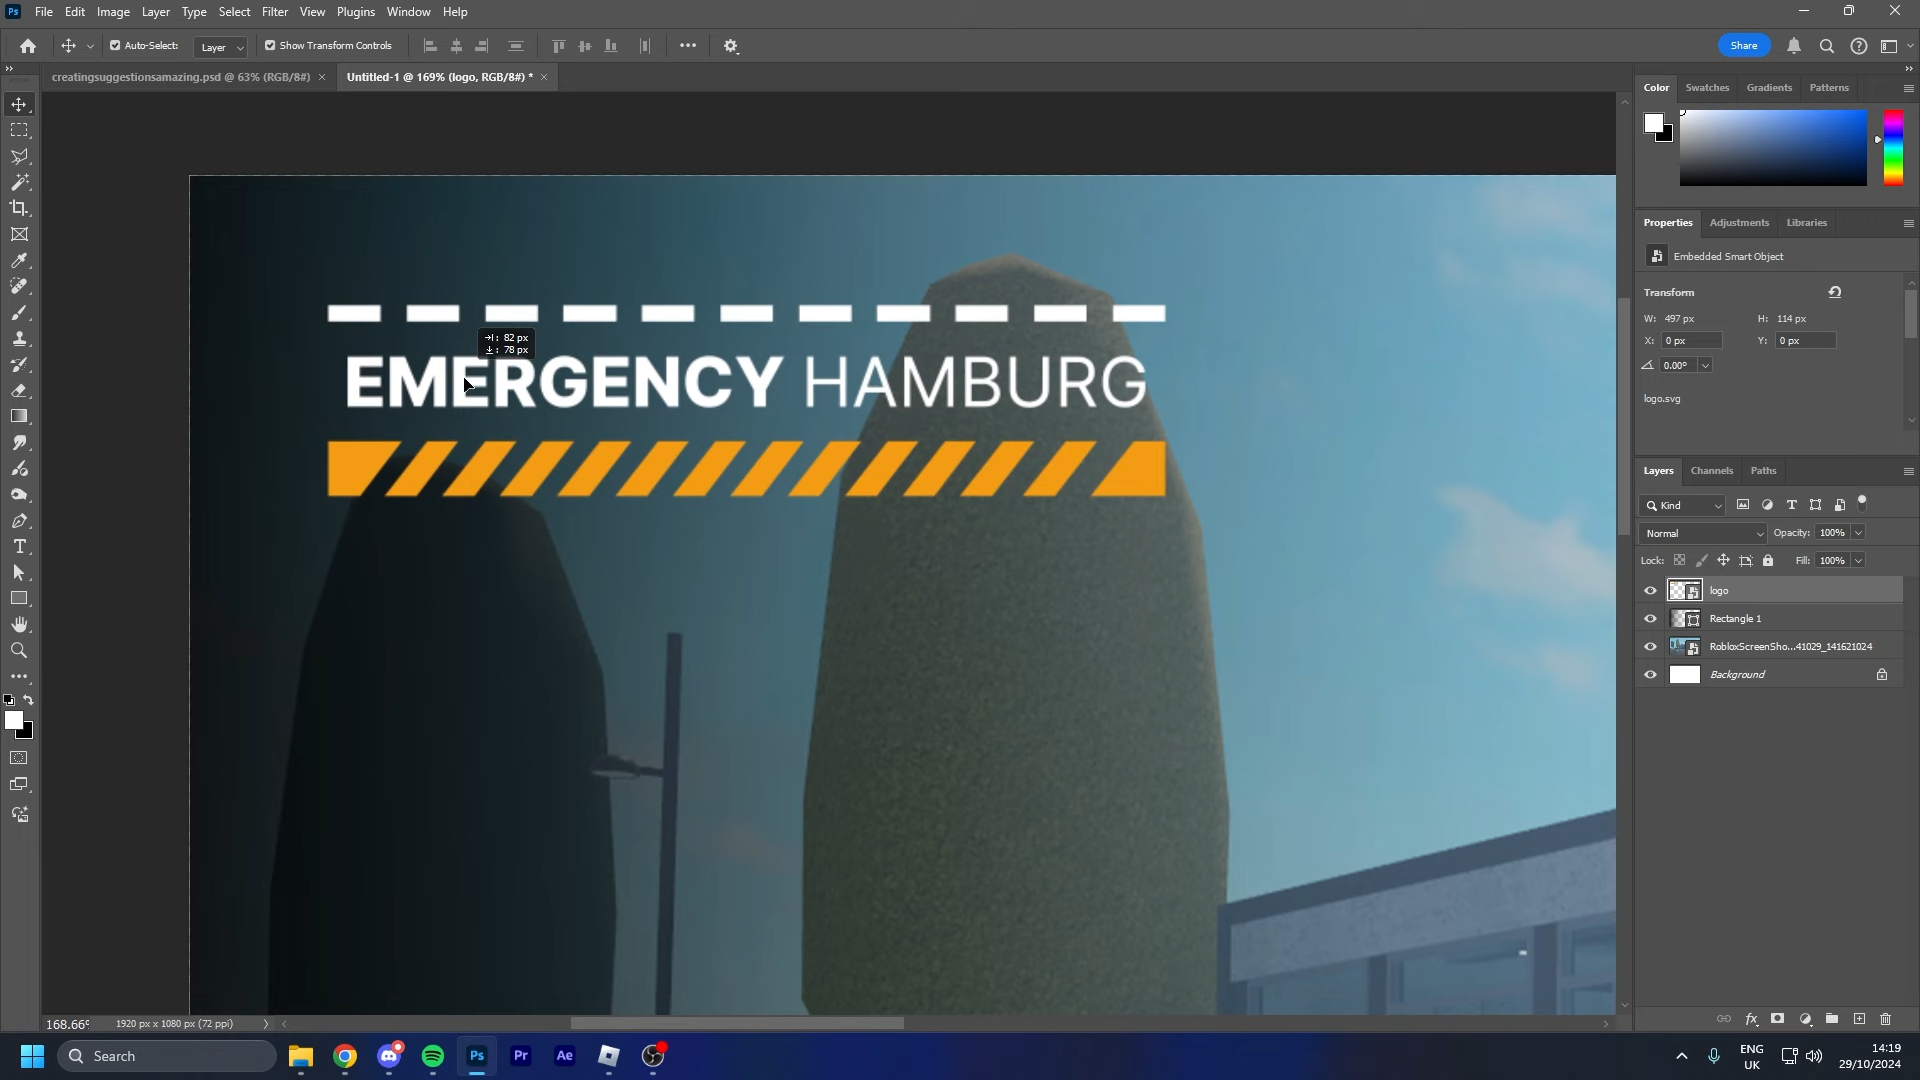 Ps File Edit Image Layer Type Select Filter View Plugins Window Help
Auto-Select: Layer Show Transform Controls Share
creatingsuggestionsamazing.psd @ 63% (RGB/8#) × Untitled-1 @ 169% (logo, RGB/8#) * ×
Color Swatches Gradients Patterns
Properties Adjustments Libraries
Embedded Smart Object
Transform
W: 497 px H: 114 px
X: 0 px Y: 0 px
0.00°
logo.svg
82 px
78 px
EMERGENCY HAMBURG
Layers Channels Paths
Kind
Normal Opacity: 100%
Lock: Fill: 100%
logo
Rectangle 1
RobloxScreenSho...41029_141621024
Background
168.66% 1920 px x 1080 px (72 ppi)
Search Ps Pr Ae
ENG
UK
14:19
29/10/2024